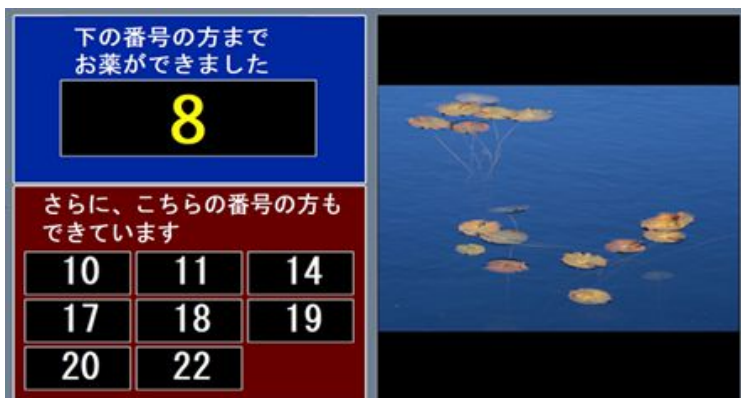 下の番号の方まで
お薬ができました
8
さらに、こちらの番号の方も
できています
10 11 14
17 18 19
20 22